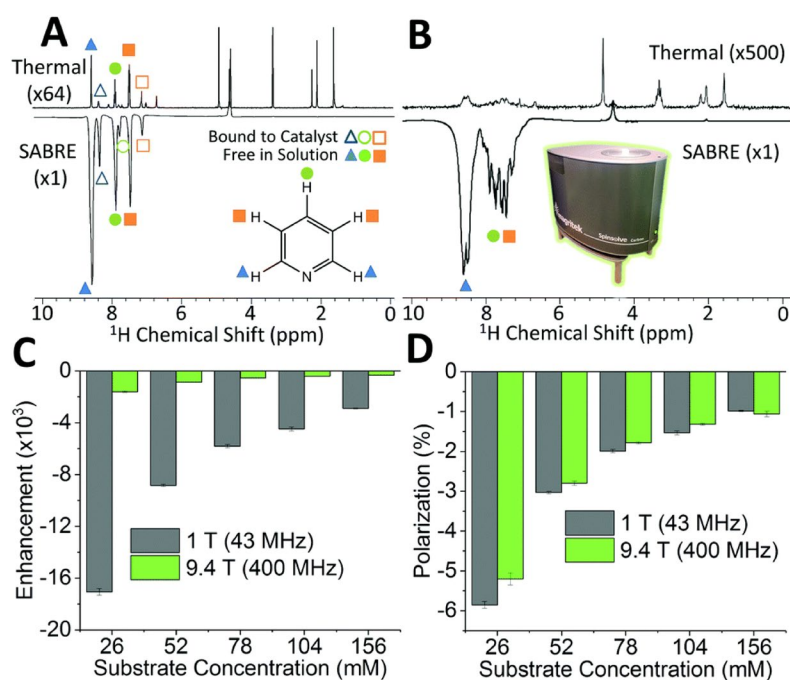 A
Thermal
(x64)
SABRE
(x1)
Bound to Catalyst
Free in Solution
H
H
H
H
N
H
10
8
6
4
2
0
¹H Chemical Shift (ppm)
B
Thermal (x500)
SABRE (x1)
magritek
Spinsolve Carbon
10
8
6
4
2
0
¹H Chemical Shift (ppm)
C
Enhancement (x10³)
0
-4
-8
-12
-16
-20
1 T (43 MHz)
9.4 T (400 MHz)
26
52
78
104
156
Substrate Concentration (mM)
D
Polarization (%)
0
-1
-2
-3
-4
-5
-6
1 T (43 MHz)
9.4 T (400 MHz)
26
52
78
104
156
Substrate Concentration (mM)